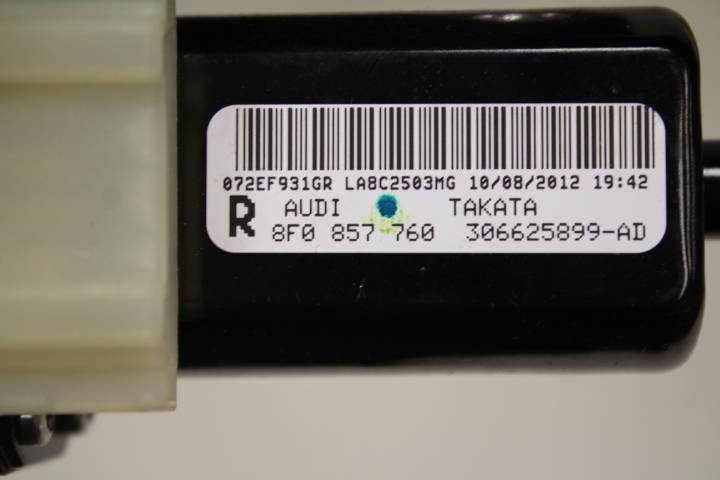 072EF931GR LA8C2503MG 10/08/2012 19:42
R AUDI TAKATA
8F0 857 760 306625899-AD